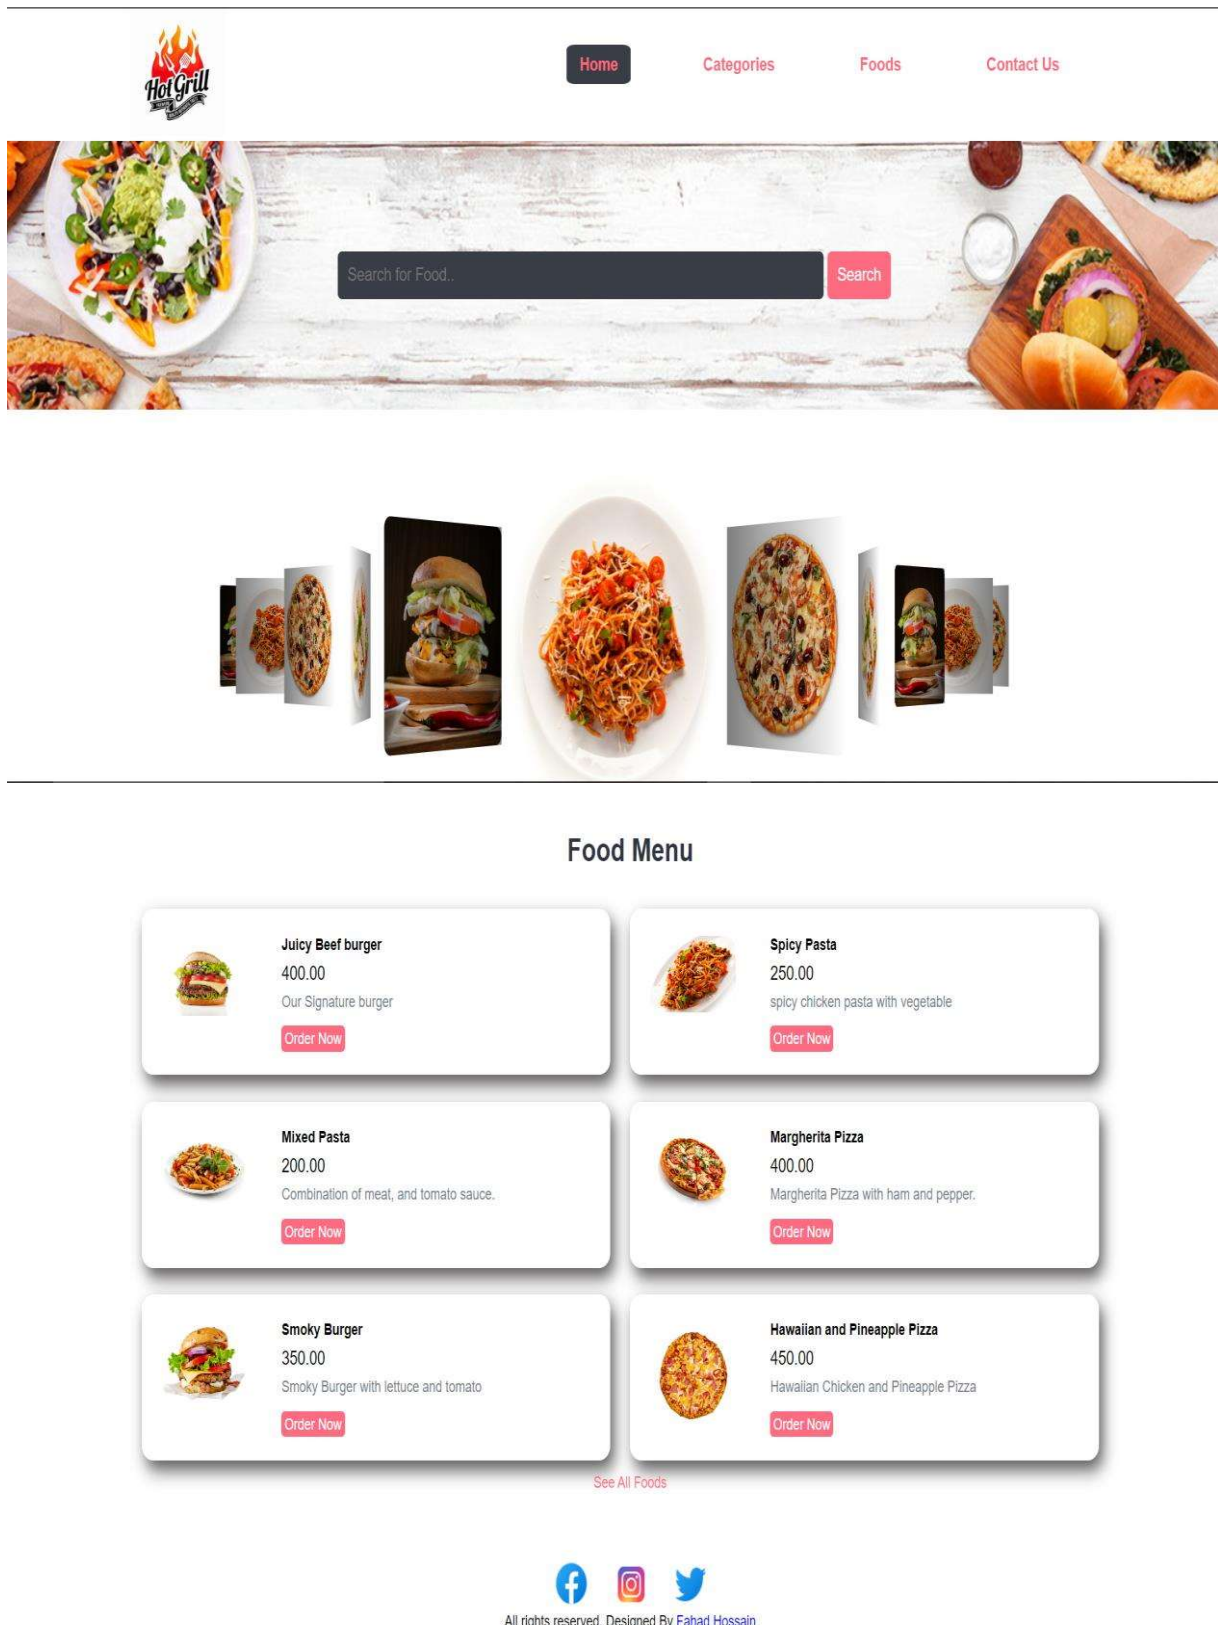 Hot Grill
Home
Categories
Foods
Contact Us
Search for Food..
Search
Food Menu
Juicy Beef burger
400.00
Our Signature burger
Order Now
Spicy Pasta
250.00
spicy chicken pasta with vegetable
Order Now
Mixed Pasta
200.00
Combination of meat, and tomato sauce.
Order Now
Margherita Pizza
400.00
Margherita Pizza with ham and pepper.
Order Now
Smoky Burger
350.00
Smoky Burger with lettuce and tomato
Order Now
Hawaiian and Pineapple Pizza
450.00
Hawaiian Chicken and Pineapple Pizza
Order Now
See All Foods
All rights reserved. Designed By Fahad Hossain